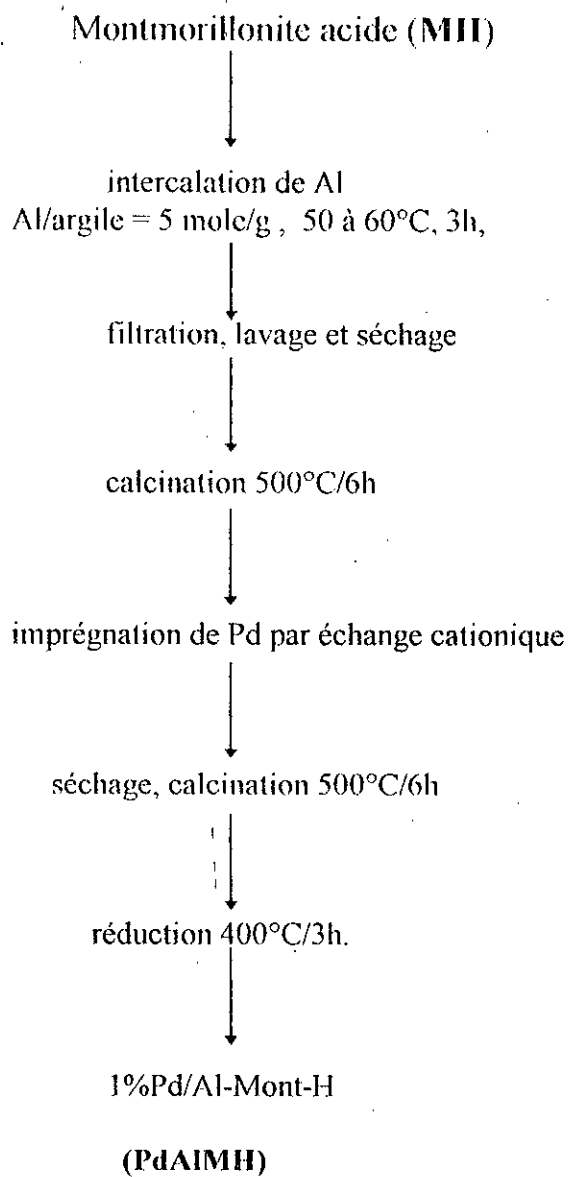 Montmorillonite acide (MH)
intercalation de Al
Al/argile = 5 mole/g , 50 à 60°C, 3h,
filtration, lavage et séchage
calcination 500°C/6h
imprégnation de Pd par échange cationique
séchage, calcination 500°C/6h
réduction 400°C/3h.
1%Pd/Al-Mont-H
(PdAlMH)